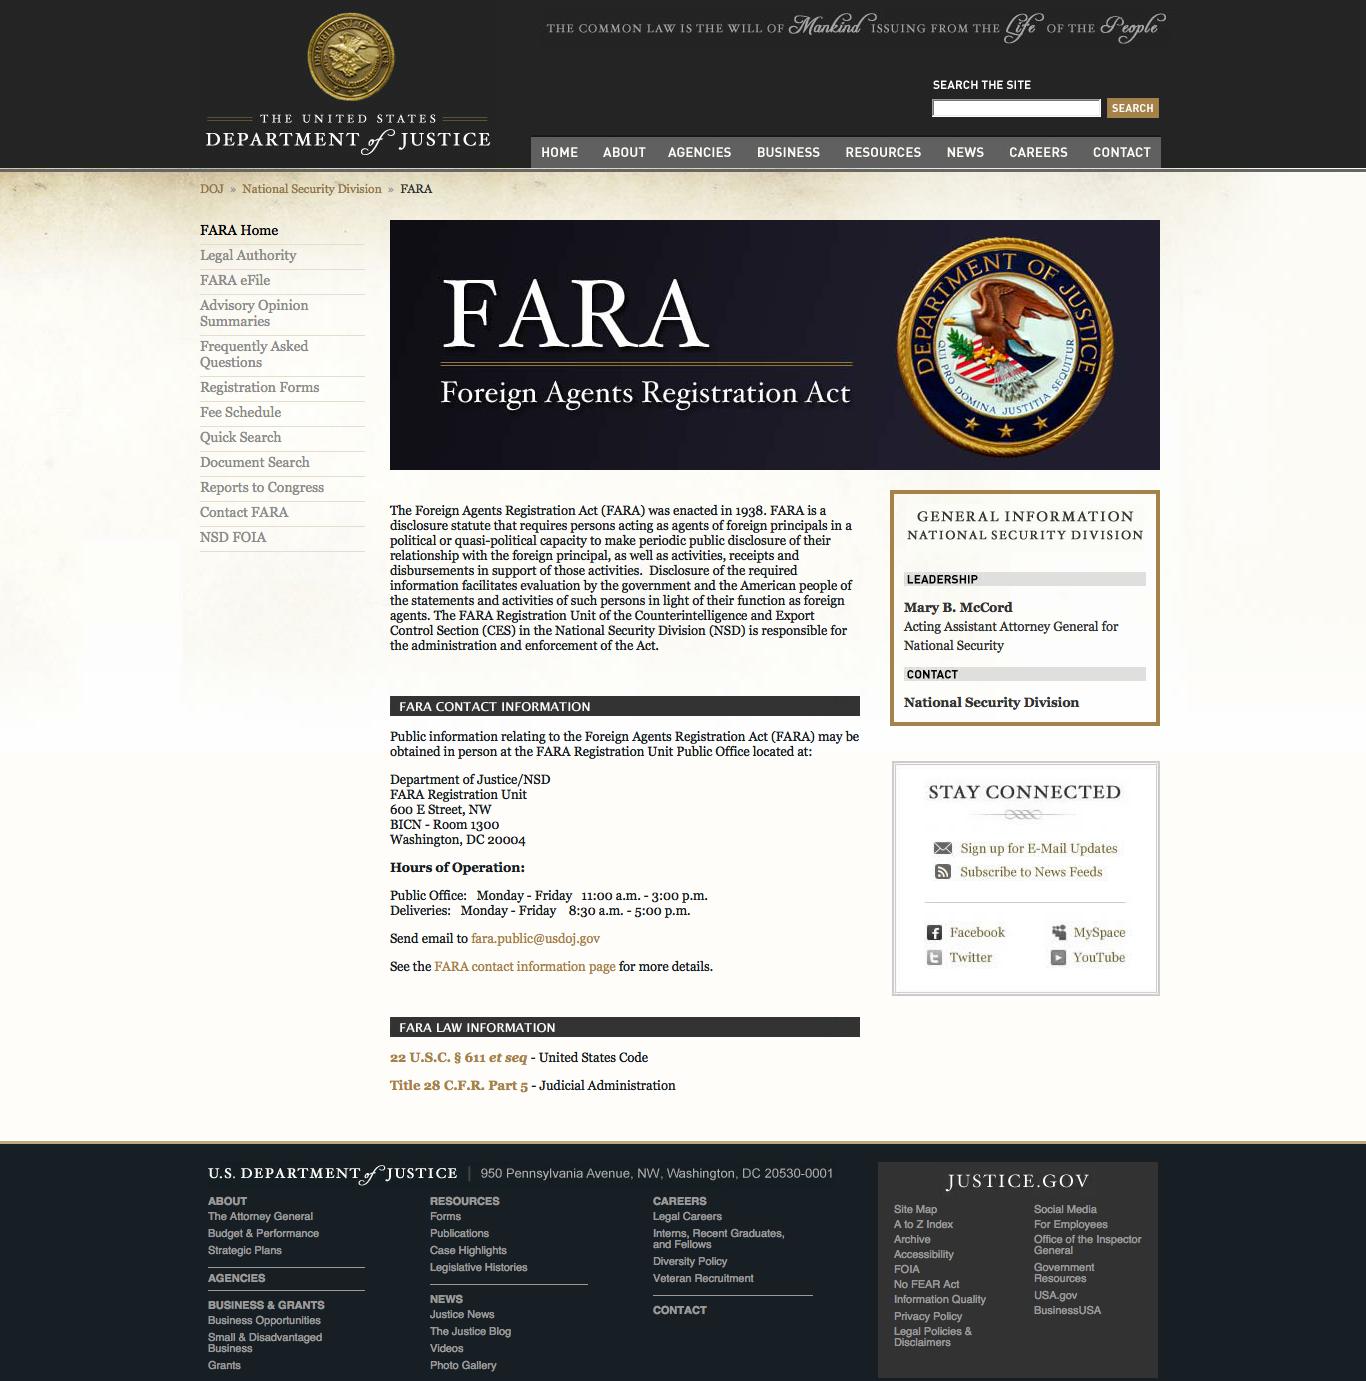 THE COMMON LAW IS THE WILL OF Mankind ISSUING FROM THE Life OF THE People
THE UNITED STATES
DEPARTMENT of JUSTICE
SEARCH THE SITE
SEARCH
HOME ABOUT AGENCIES BUSINESS RESOURCES NEWS CAREERS CONTACT
DOJ » National Security Division » FARA
FARA Home
Legal Authority
FARA eFile
Advisory Opinion
Summaries
Frequently Asked
Questions
Registration Forms
Fee Schedule
Quick Search
Document Search
Reports to Congress
Contact FARA
NSD FOIA
FARA
Foreign Agents Registration Act
DEPARTMENT OF JUSTICE
QUI PRO DOMINA JUSTITIA SEQUITUR
The Foreign Agents Registration Act (FARA) was enacted in 1938. FARA is a
disclosure statute that requires persons acting as agents of foreign principals in a
political or quasi-political capacity to make periodic public disclosure of their
relationship with the foreign principal, as well as activities, receipts and
disbursements in support of those activities. Disclosure of the required
information facilitates evaluation by the government and the American people of
the statements and activities of such persons in light of their function as foreign
agents. The FARA Registration Unit of the Counterintelligence and Export
Control Section (CES) in the National Security Division (NSD) is responsible for
the administration and enforcement of the Act.
FARA CONTACT INFORMATION
Public information relating to the Foreign Agents Registration Act (FARA) may be
obtained in person at the FARA Registration Unit Public Office located at:
Department of Justice/NSD
FARA Registration Unit
600 E Street, NW
BICN - Room 1300
Washington, DC 20004
Hours of Operation:
Public Office: Monday - Friday 11:00 a.m. - 3:00 p.m.
Deliveries: Monday - Friday 8:30 a.m. - 5:00 p.m.
Send email to fara.public@usdoj.gov
See the FARA contact information page for more details.
FARA LAW INFORMATION
22 U.S.C. § 611 et seq - United States Code
Title 28 C.F.R. Part 5 - Judicial Administration
GENERAL INFORMATION
NATIONAL SECURITY DIVISION
LEADERSHIP
Mary B. McCord
Acting Assistant Attorney General for
National Security
CONTACT
National Security Division
STAY CONNECTED
Sign up for E-Mail Updates
Subscribe to News Feeds
Facebook MySpace
Twitter YouTube
U.S. DEPARTMENT of JUSTICE | 950 Pennsylvania Avenue, NW, Washington, DC 20530-0001
ABOUT
The Attorney General
Budget & Performance
Strategic Plans
AGENCIES
BUSINESS & GRANTS
Business Opportunities
Small & Disadvantaged
Business
Grants
RESOURCES
Forms
Publications
Case Highlights
Legislative Histories
NEWS
Justice News
The Justice Blog
Videos
Photo Gallery
CAREERS
Legal Careers
Interns, Recent Graduates,
and Fellows
Diversity Policy
Veteran Recruitment
CONTACT
JUSTICE.GOV
Site Map
A to Z Index
Archive
Accessibility
FOIA
No FEAR Act
Information Quality
Privacy Policy
Legal Policies &
Disclaimers
Social Media
For Employees
Office of the Inspector
General
Government
Resources
USA.gov
BusinessUSA